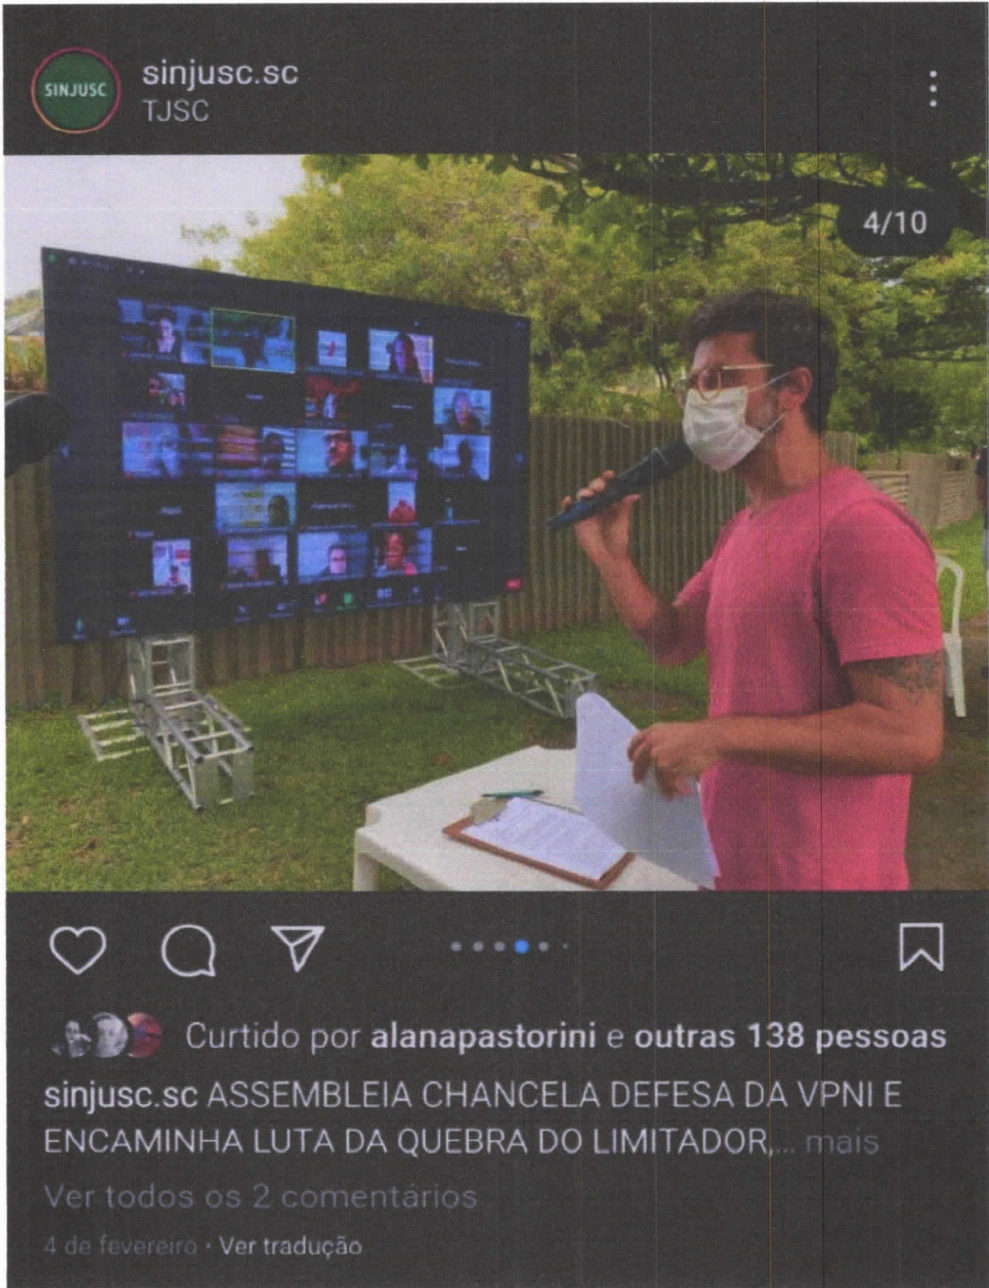 SINJUSC
sinjusc.sc
TJSC
4/10
Curtido por alanapastorini e outras 138 pessoas
sinjusc.sc ASSEMBLEIA CHANCELA DEFESA DA VPNI E
ENCAMINHA LUTA DA QUEBRA DO LIMITADOR,... mais
Ver todos os 2 comentários
4 de fevereiro · Ver tradução